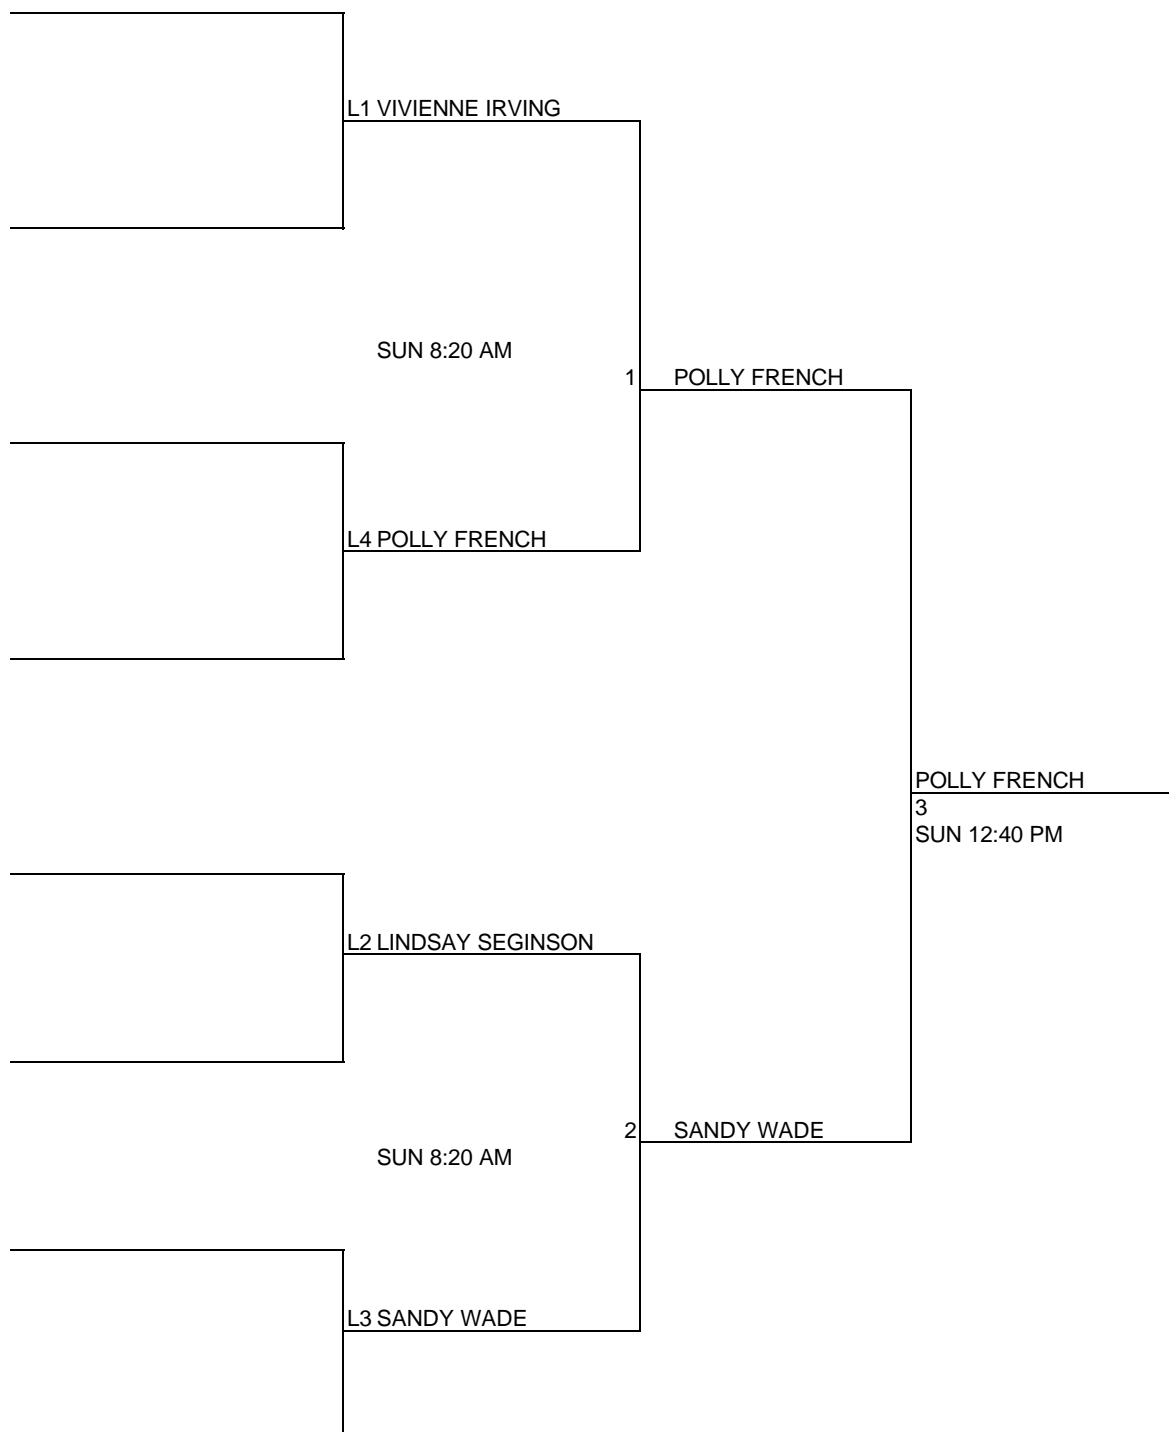 L1 VIVIENNE IRVING
SUN 8:20 AM
1 POLLY FRENCH
L4 POLLY FRENCH
POLLY FRENCH
3
SUN 12:40 PM
L2 LINDSAY SEGINSON
2 SANDY WADE
SUN 8:20 AM
L3 SANDY WADE